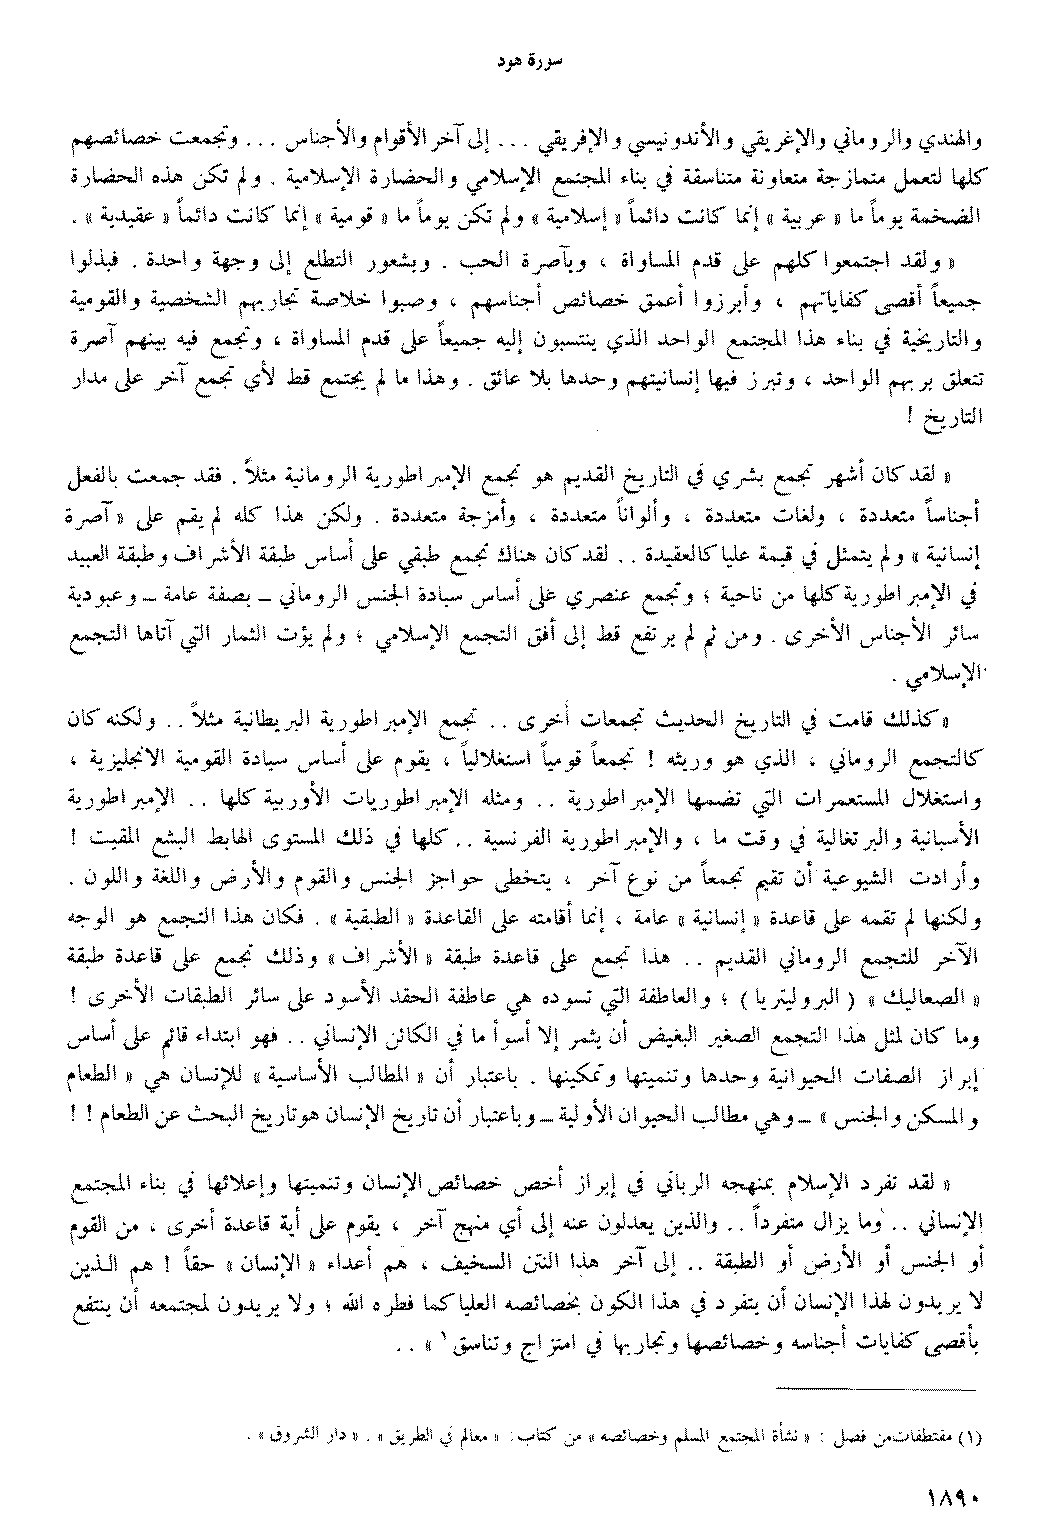 سورة هود
والهندي والروماني والإغريقي والأندونيسي والإفريقي ... إلى آخر الأقوام والأجناس ... وتجمعت خصائصهم
كلها لتعمل متمازجة متعاونة متناسقة في بناء المجتمع الإسلامي والحضارة الإسلامية . ولم تكن هذه الحضارة
الضخمة يوماً ما « عربية » إنما كانت دائماً « إسلامية » ولم تكن يوماً ما « قومية » إنما كانت دائماً « عقيدية » .
« ولقد اجتمعوا كلهم على قدم المساواة ، وبآصرة الحب . وبشعور التطلع إلى وجهة واحدة . فبذلوا
جميعاً أقصى كفاياتهم ، وأبرزوا أعمق خصائص أجناسهم ، وصبوا خلاصة تجاربهم الشخصية والقومية
والتاريخية في بناء هذا المجتمع الواحد الذي ينتسبون إليه جميعاً على قدم المساواة ، وتجمع فيه بينهم آصرة
تتعلق بربهم الواحد ، وتبرز فيها إنسانيتهم وحدها بلا عائق . وهذا ما لم يجتمع قط لأي تجمع آخر على مدار
التاريخ !
« لقد كان أشهر تجمع بشري في التاريخ القديم هو تجمع الإمبراطورية الرومانية مثلاً . فقد جمعت بالفعل
أجناساً متعددة ، ولغات متعددة ، وألواناً متعددة ، وأمزجة متعددة . ولكن هذا كله لم يقم على « آصرة
إنسانية » ولم يتمثل في قيمة عليا كالعقيدة .. لقد كان هناك تجمع طبقي على أساس طبقة الأشراف وطبقة العبيد
في الإمبراطورية كلها من ناحية ؛ وتجمع عنصري على أساس سيادة الجنس الروماني – بصفة عامة – وعبودية
سائر الأجناس الأخرى . ومن ثم لم يرتفع قط إلى أفق التجمع الإسلامي ؛ ولم يؤت الثمار التي آتاها التجمع
الإسلامي .
« كذلك قامت في التاريخ الحديث تجمعات أخرى .. تجمع الإمبراطورية البريطانية مثلاً .. ولكنه كان
كالتجمع الروماني ، الذي هو وريثه ! تجمعاً قومياً استغلالياً ، يقوم على أساس سيادة القومية الانجليزية ،
واستغلال المستعمرات التي تضمها الإمبراطورية .. ومثله الإمبراطوريات الأوربية كلها .. الإمبراطورية
الأسبانية والبرتغالية في وقت ما ، والإمبراطورية الفرنسية .. كلها في ذلك المستوى الهابط البشع المقيت !
وأرادت الشيوعية أن تقيم تجمعاً من نوع آخر ، يتخطى حواجز الجنس والقوم والأرض واللغة واللون .
ولكنها لم تقمه على قاعدة « إنسانية » عامة ، إنما أقامته على القاعدة « الطبقية » . فكان هذا التجمع هو الوجه
الآخر للتجمع الروماني القديم .. هذا تجمع على قاعدة طبقة « الأشراف » وذلك تجمع على قاعدة طبقة
« الصعاليك » ( البروليتريا ) ؛ والعاطفة التي تسوده هي عاطفة الحقد الأسود على سائر الطبقات الأخرى !
وما كان لمثل هذا التجمع الصغير البغيض أن يثمر إلا أسوأ ما في الكائن الإنساني .. فهو ابتداء قائم على أساس
إبراز الصفات الحيوانية وحدها وتنميتها وتمكينها . باعتبار أن « المطالب الأساسية » للإنسان هي « الطعام
والمسكن والجنس » – وهي مطالب الحيوان الأولية – وباعتبار أن تاريخ الإنسان هو تاريخ البحث عن الطعام ! !
« لقد تفرد الإسلام بمنهجه الرباني في إبراز أخص خصائص الإنسان وتنميتها وإعلائها في بناء المجتمع
الإنساني .. وما يزال متفرداً .. والذين يعدلون عنه إلى أي منهج آخر ، يقوم على أية قاعدة أخرى ، من القوم
أو الجنس أو الأرض أو الطبقة .. إلى آخر هذا النتن السخيف ، هم أعداء « الإنسان » حقاً ! هم الذين
لا يريدون لهذا الإنسان أن يتفرد في هذا الكون بخصائصه العليا كما فطره الله ؛ ولا يريدون لمجتمعه أن ينتفع
بأقصى كفايات أجناسه وخصائصها وتجاربها في امتزاج وتناسق ١ » ..
(١) مقتطفات من فصل : « نشأة المجتمع المسلم وخصائصه » من كتاب : « معالم في الطريق » . « دار الشروق » .
١٨٩٠